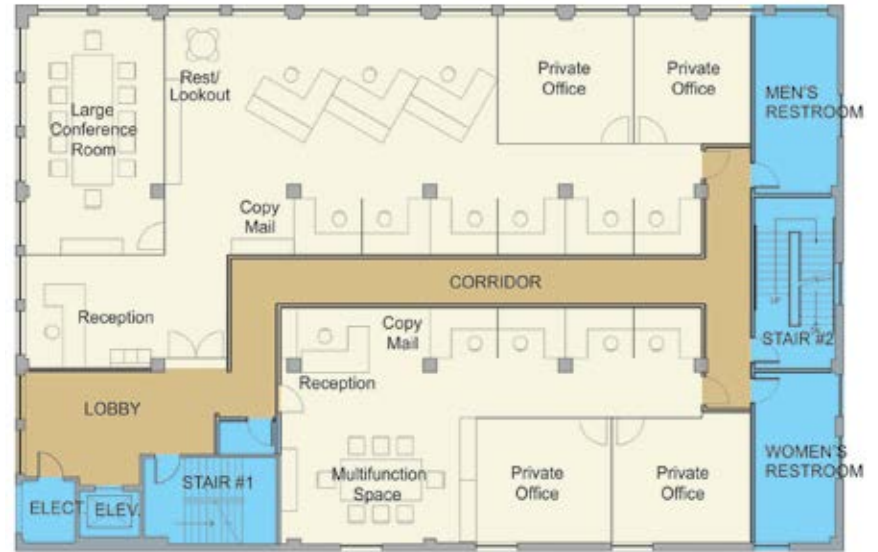 Private
Office
Private
Office
Rest/
Lookout
Large
Conference
Room
MEN'S
RESTROOM
Copy
Mail
CORRIDOR
Reception
Copy
Mail
STAIR #2
Reception
LOBBY
WOMEN'S
RESTROOM
Multifunction
Space
Private
Office
Private
Office
STAIR #1
ELECT.
ELEV.